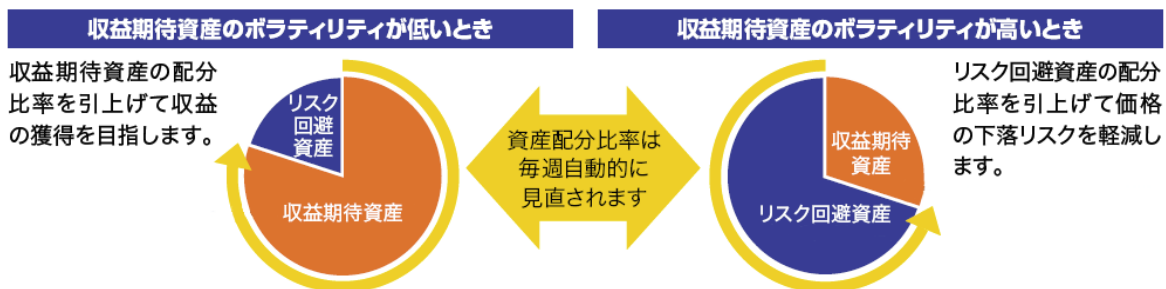 収益期待資産のボラティリティが低いとき
収益期待資産の配分
比率を引上げて収益
の獲得を目指します。
リスク
回避
資産
収益期待資産
資産配分比率は
毎週自動的に
見直されます
収益期待資産のボラティリティが高いとき
収益期待
資産
リスク回避資産
リスク回避資産の配分
比率を引上げて価格
の下落リスクを軽減し
ます。